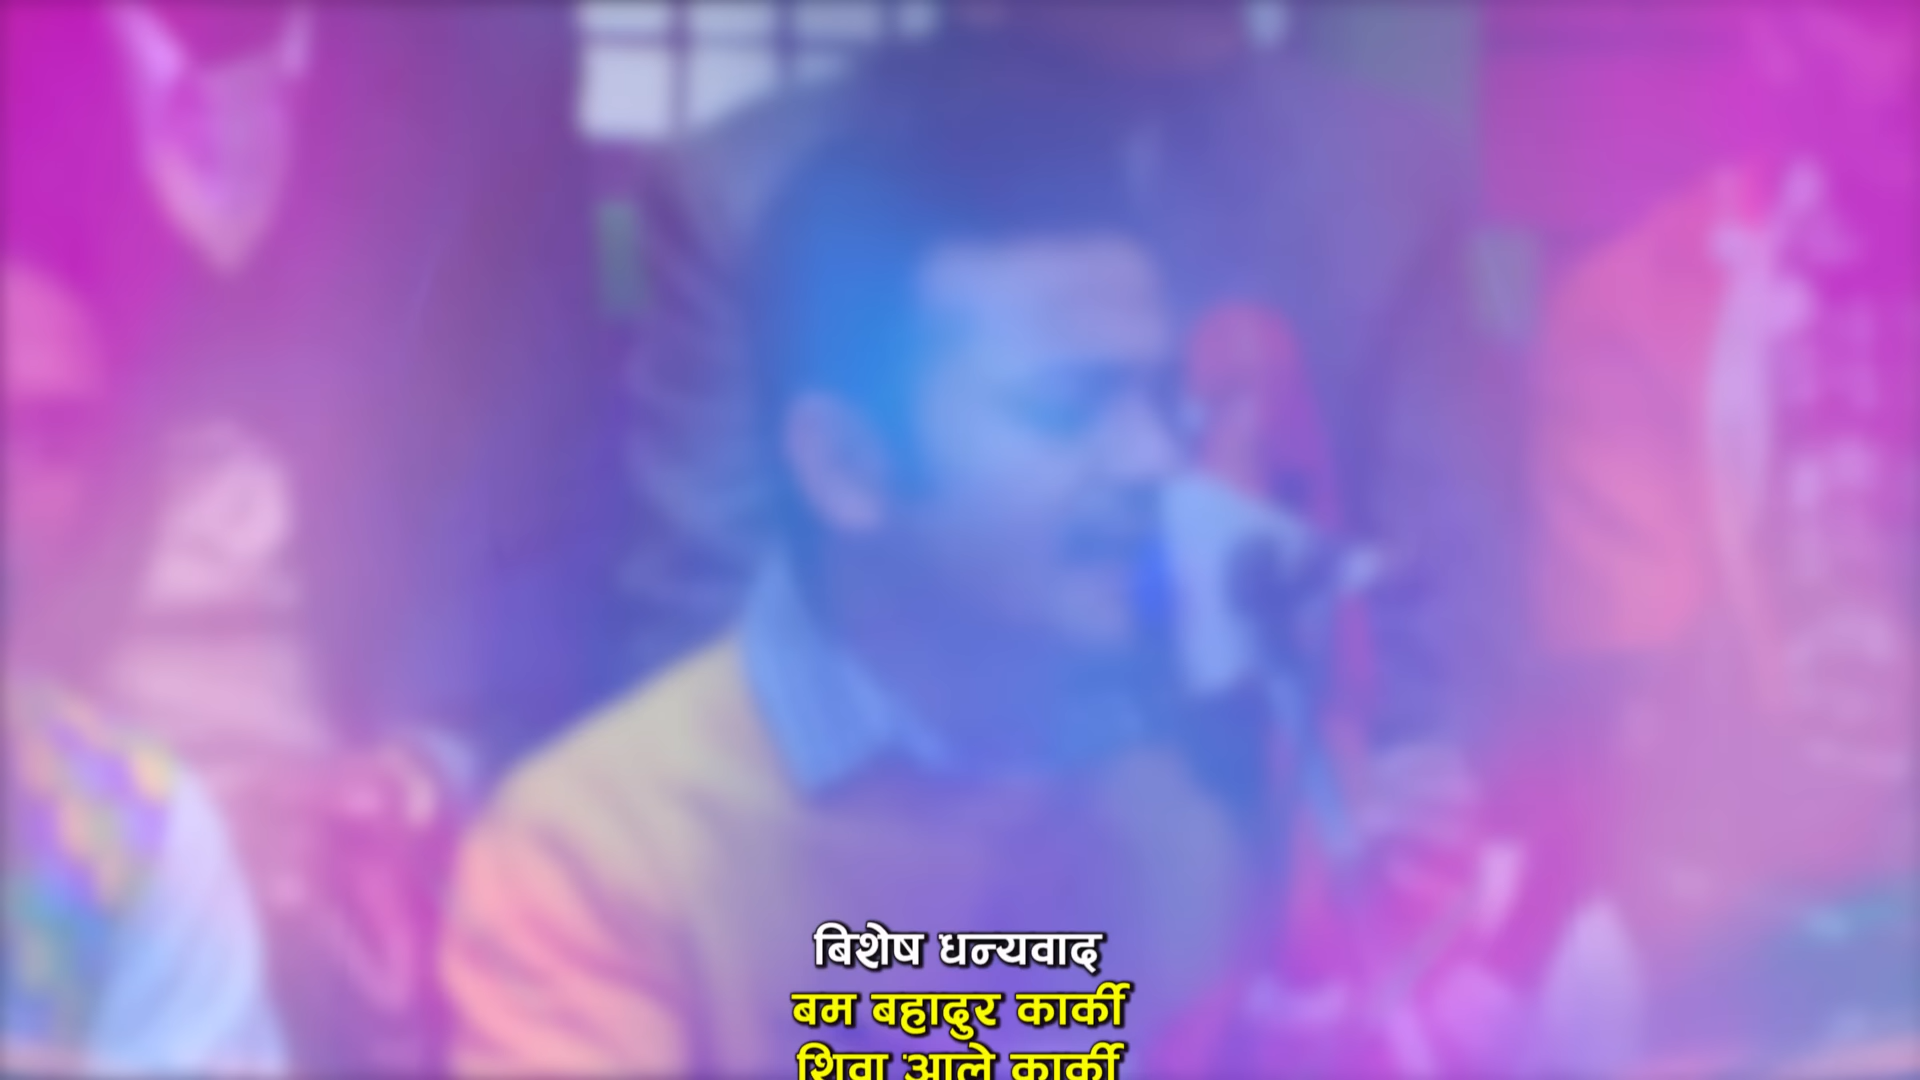 बिशेष धन्यवाद
बम बहादुर कार्की
शिवा आले कार्की